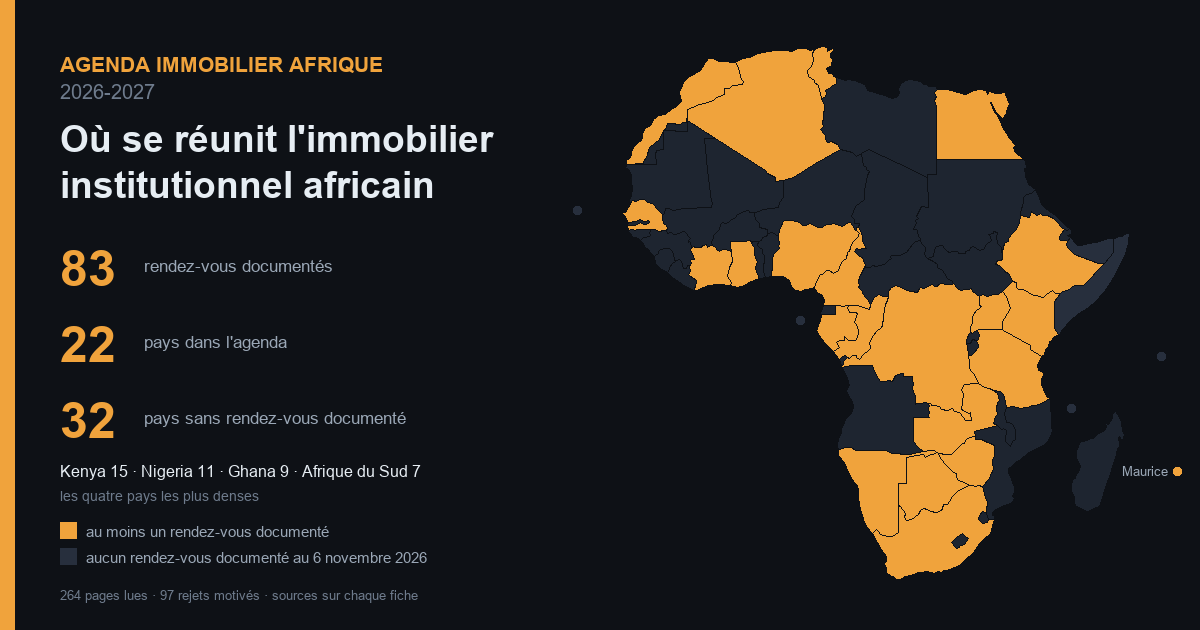 AGENDA IMMOBILIER AFRIQUE
2026-2027
Où se réunit l'immobilier
institutionnel africain
83 rendez-vous documentés
22 pays dans l'agenda
32 pays sans rendez-vous documenté
Kenya 15 · Nigeria 11 · Ghana 9 · Afrique du Sud 7
les quatre pays les plus denses
au moins un rendez-vous documenté
aucun rendez-vous documenté au 6 novembre 2026
264 pages lues · 97 rejets motivés · sources sur chaque fiche
Maurice